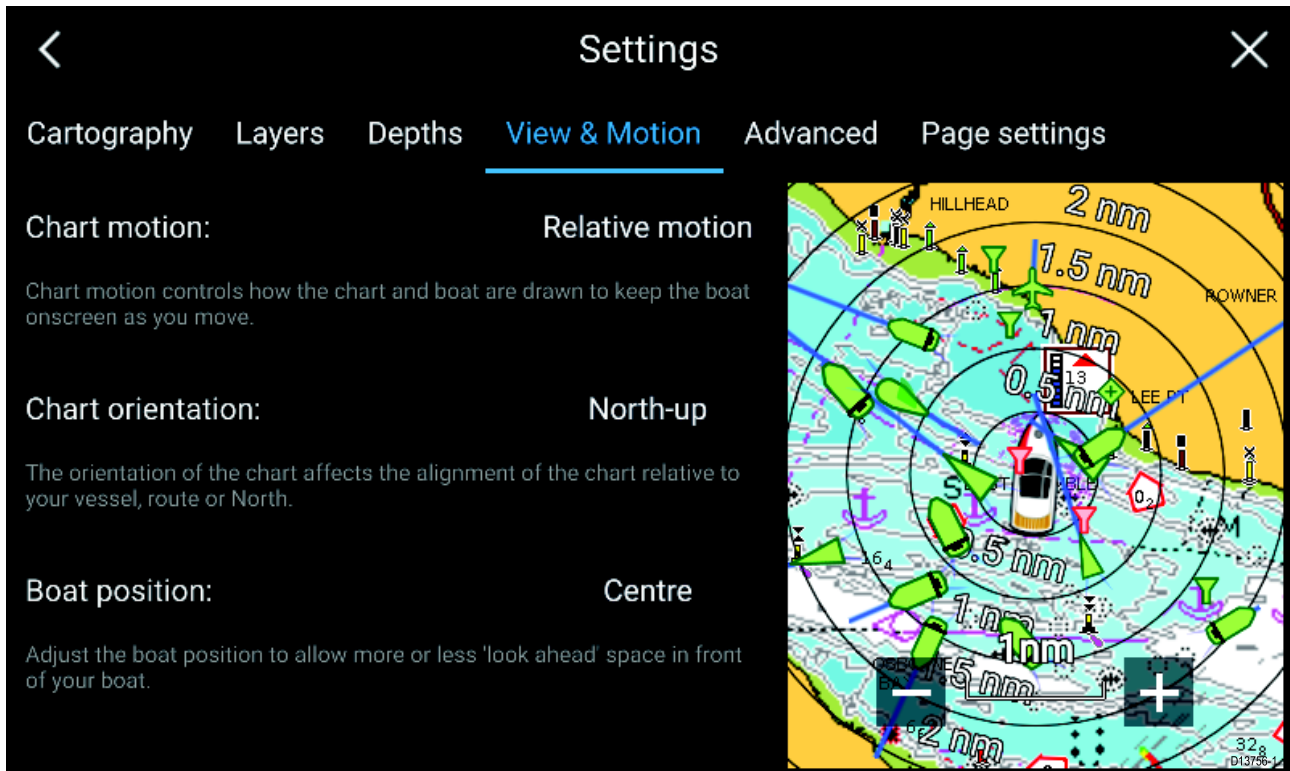 Settings
Cartography Layers Depths View & Motion Advanced Page settings
Chart motion: Relative motion
Chart motion controls how the chart and boat are drawn to keep the boat
onscreen as you move.
Chart orientation: North-up
The orientation of the chart affects the alignment of the chart relative to
your vessel, route or North.
Boat position: Centre
Adjust the boat position to allow more or less 'look ahead' space in front
of your boat.
HILLHEAD
2 nm
1.5 nm
ROWNER
1 nm
0.5 nm
13
LEE PT
0₂
M
16₄
0.5 nm
1 nm
1nm
2 nm
32₈
D13756-1